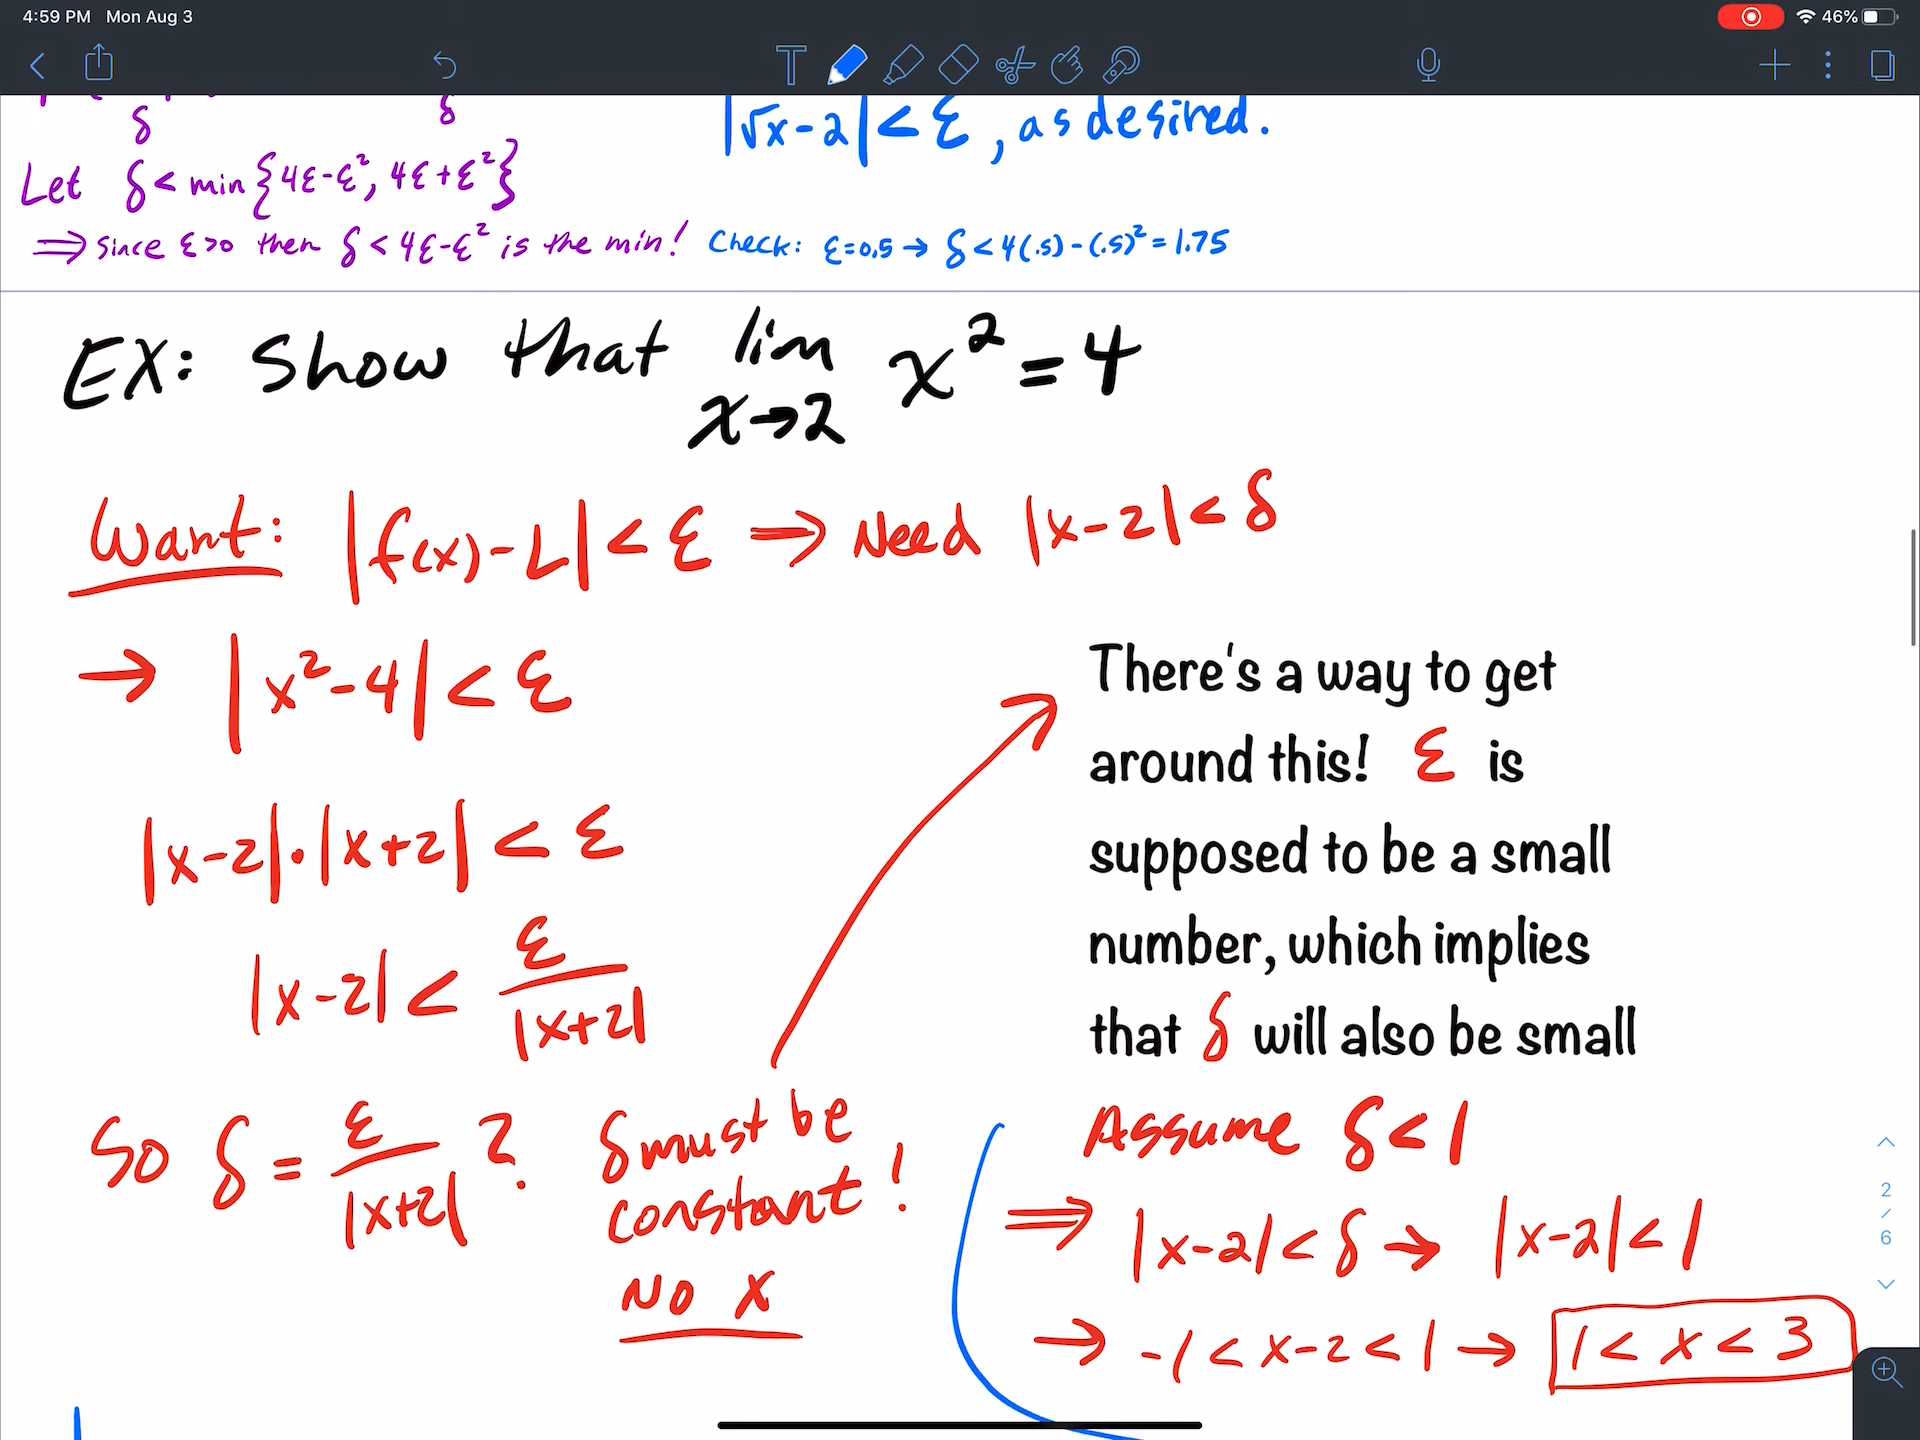 4:59 PM Mon Aug 3
46%
δ δ
|√x-2| < ε, as desired.
Let δ < min{4ε-ε², 4ε+ε²}
⇒ Since ε>0 then δ < 4ε-ε² is the min! Check: ε=0.5 → δ < 4(.5) - (.5)² = 1.75
EX: Show that lim x² = 4
x→2
Want: |f(x)-L| < ε ⇒ Need |x-2| < δ
→ |x²-4| < ε
|x-2|·|x+2| < ε
|x-2| < ε/|x+2|
So δ = ε/|x+2| ? δ must be
constant!
NO X
There's a way to get
around this! ε is
supposed to be a small
number, which implies
that δ will also be small
Assume δ < 1
⇒ |x-2| < δ → |x-2| < 1
→ -1 < x-2 < 1 → 1 < x < 3
2
/
6